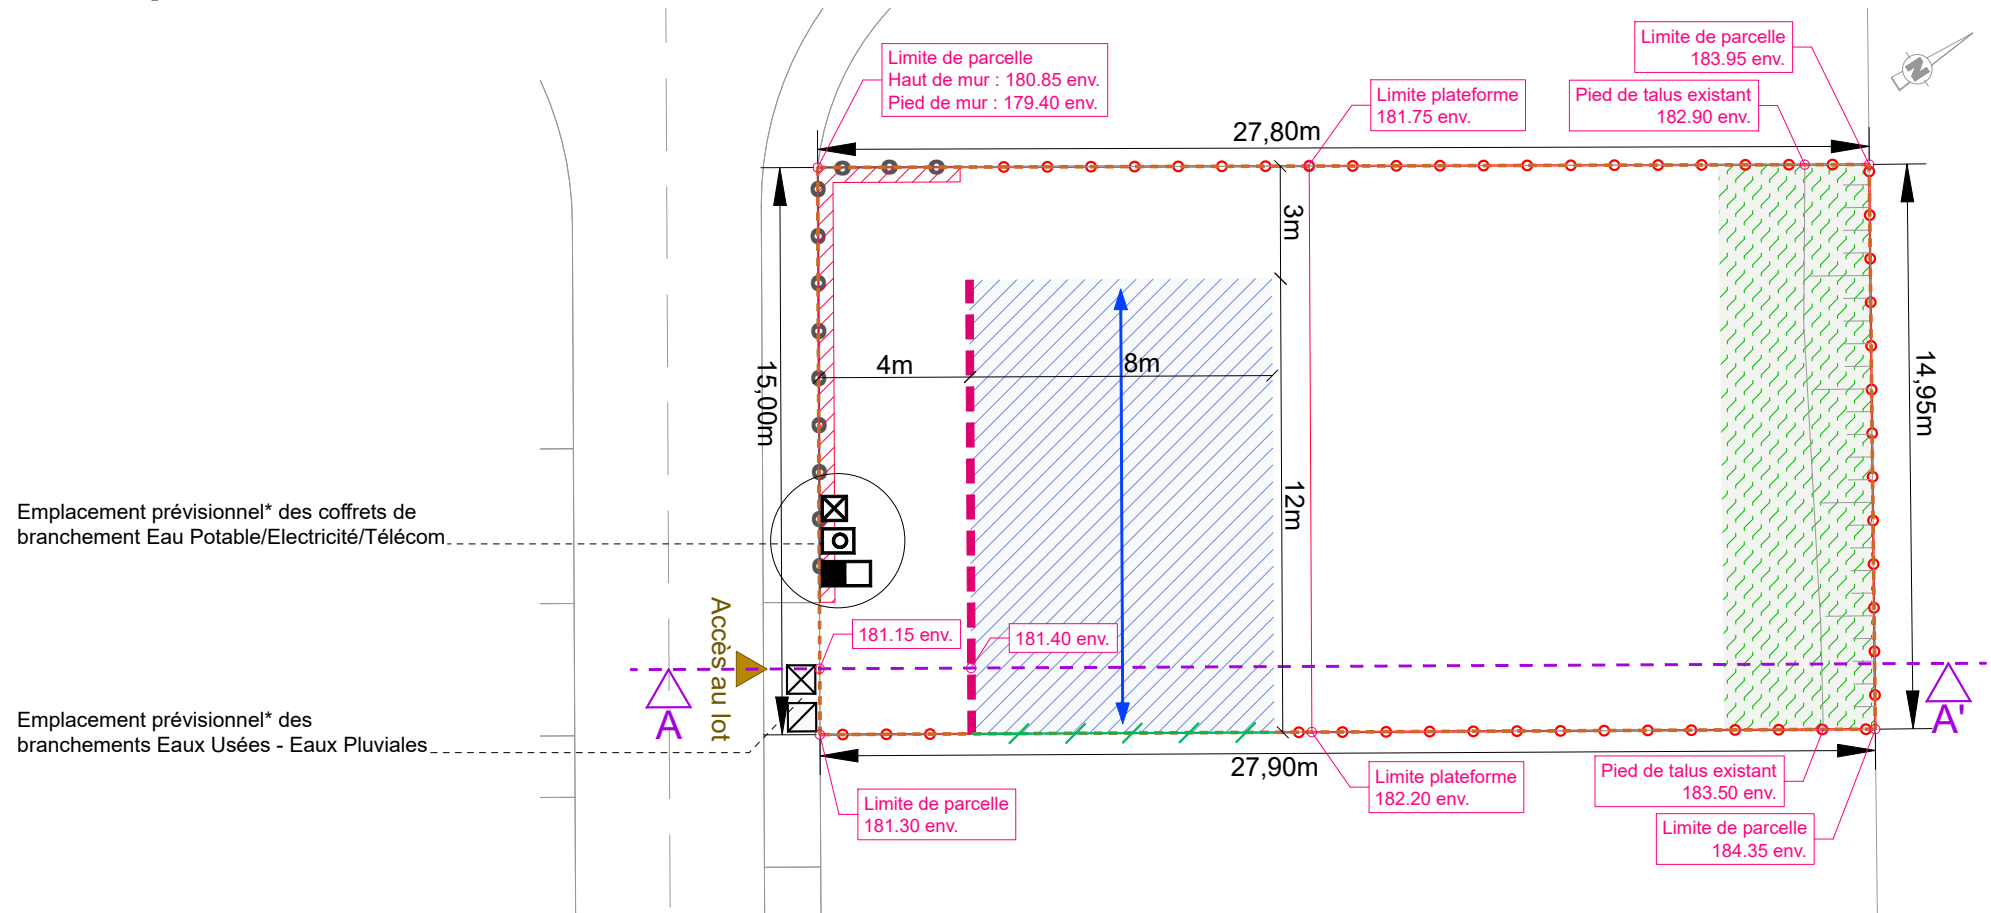 Limite de parcelle
Haut de mur : 180.85 env.
Pied de mur : 179.40 env.
Limite de parcelle
183.95 env.
Limite plateforme
181.75 env.
Pied de talus existant
182.90 env.
N
27,80m
3m
4m
8m
15,00m
14,95m
12m
Emplacement prévisionnel* des coffrets de
branchement Eau Potable/Electricité/Télécom
Accès au lot
181.15 env.
181.40 env.
A
A'
Emplacement prévisionnel* des
branchements Eaux Usées - Eaux Pluviales
27,90m
Limite de parcelle
181.30 env.
Limite plateforme
182.20 env.
Pied de talus existant
183.50 env.
Limite de parcelle
184.35 env.